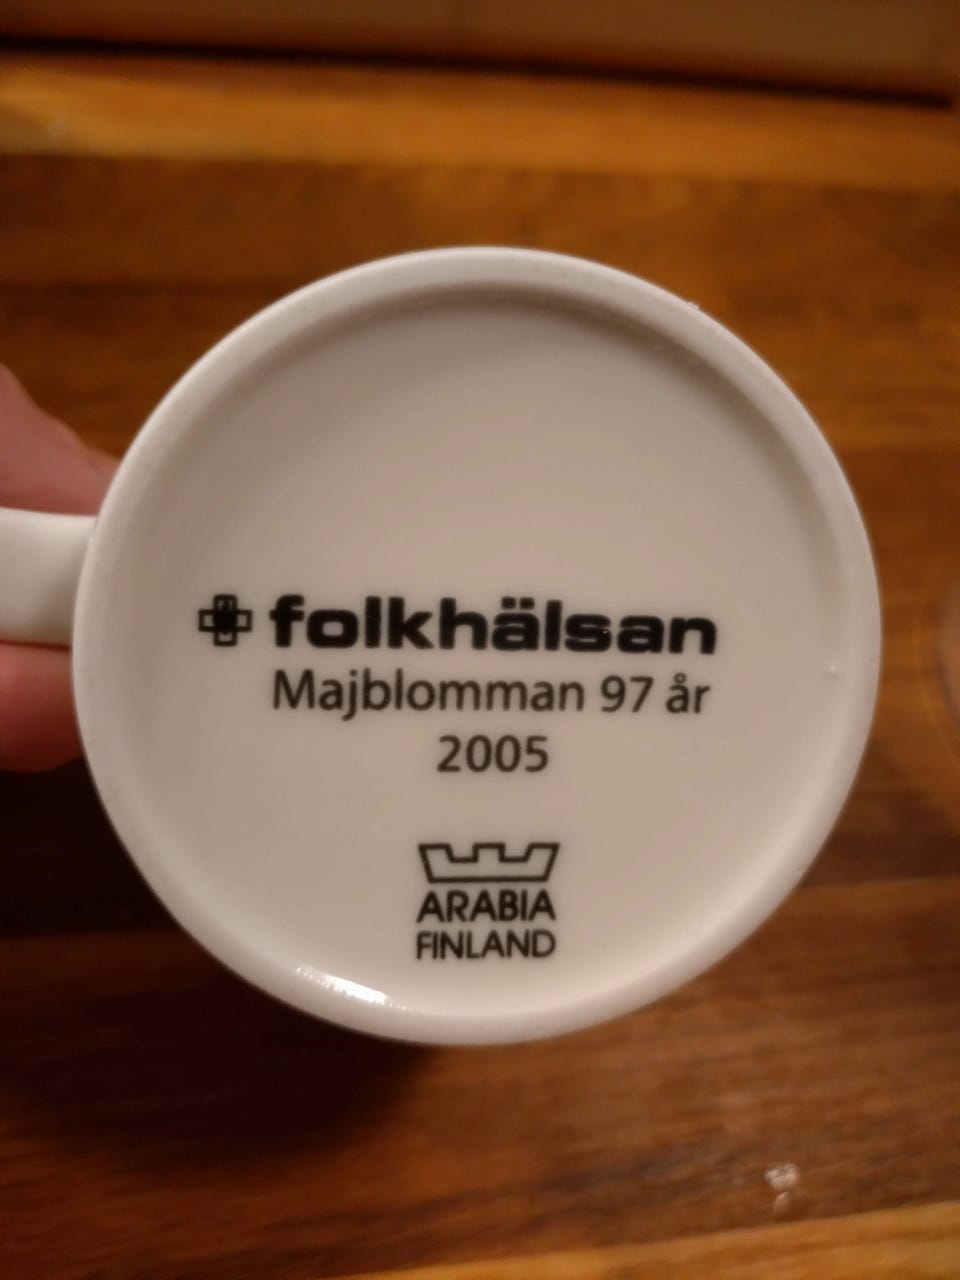 folkhälsan
Majblomman 97 år
2005
ARABIA
FINLAND